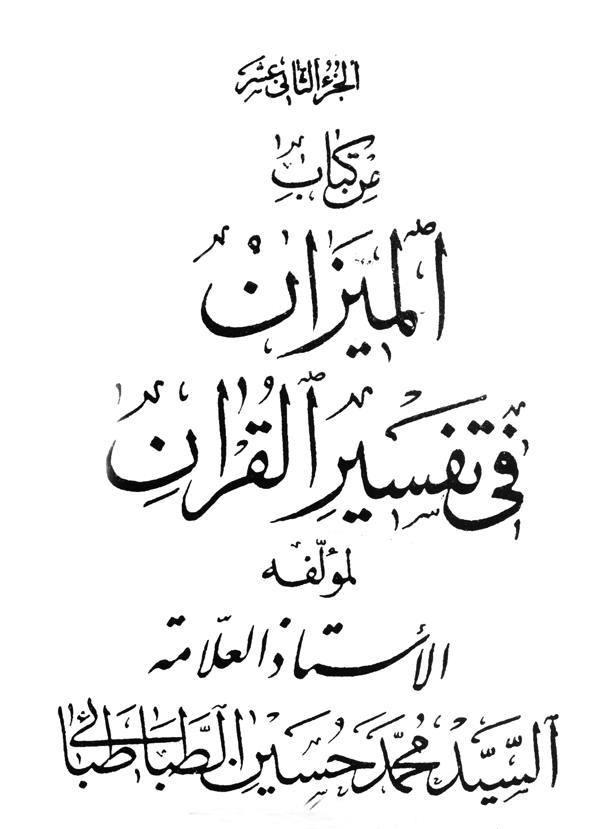 الجزء الثاني عشر
من كتاب
الميزان
في تفسير القرآن
لمؤلفه
الأستاذ العلامة
السيد محمد حسين الطباطبائي